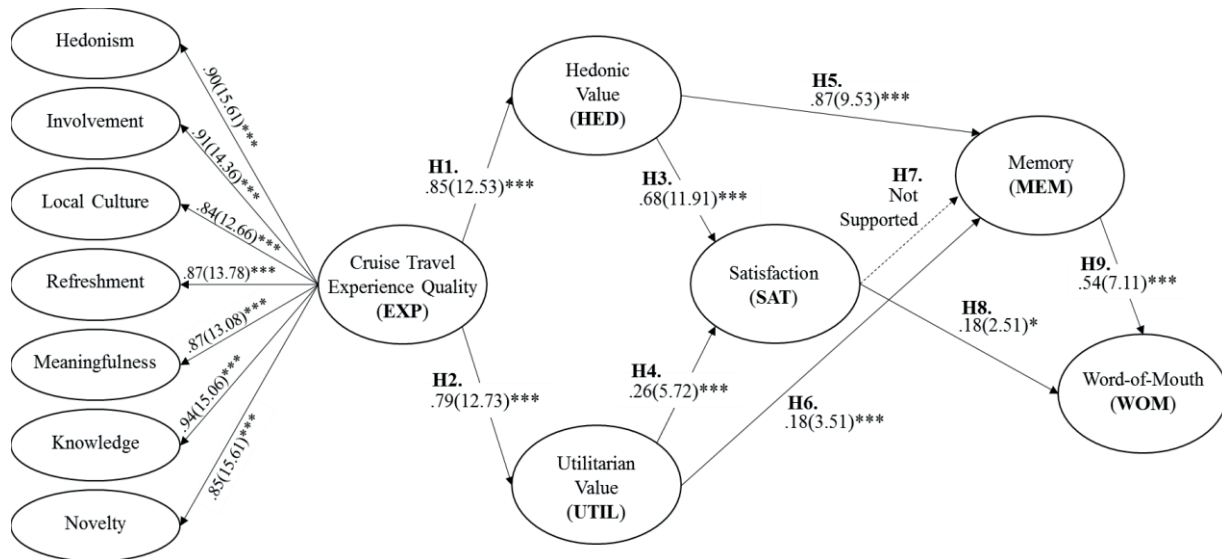 Hedonism
.90(15.61)***
Involvement
.91(14.36)***
Local Culture
.84(12.66)***
Refreshment
.87(13.78)***
Meaningfulness
.87(13.08)***
Knowledge
.94(15.06)***
Novelty
.85(15.61)***
Cruise Travel
Experience Quality
(EXP)
H1.
.85(12.53)***
H2.
.79(12.73)***
Hedonic
Value
(HED)
Utilitarian
Value
(UTIL)
H3.
.68(11.91)***
H4.
.26(5.72)***
Satisfaction
(SAT)
H5.
.87(9.53)***
H6.
.18(3.51)***
H7.
Not
Supported
H8.
.18(2.51)*
Memory
(MEM)
H9.
.54(7.11)***
Word-of-Mouth
(WOM)